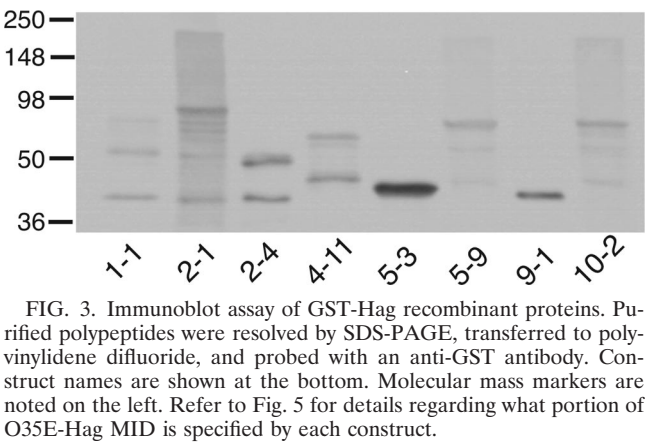 250
148
98
50
36
1-1 2-1 2-4 4-11 5-3 5-9 9-1 10-2
FIG. 3. Immunoblot assay of GST-Hag recombinant proteins. Pu-
rified polypeptides were resolved by SDS-PAGE, transferred to poly-
vinylidene difluoride, and probed with an anti-GST antibody. Con-
struct names are shown at the bottom. Molecular mass markers are
noted on the left. Refer to Fig. 5 for details regarding what portion of
O35E-Hag MID is specified by each construct.